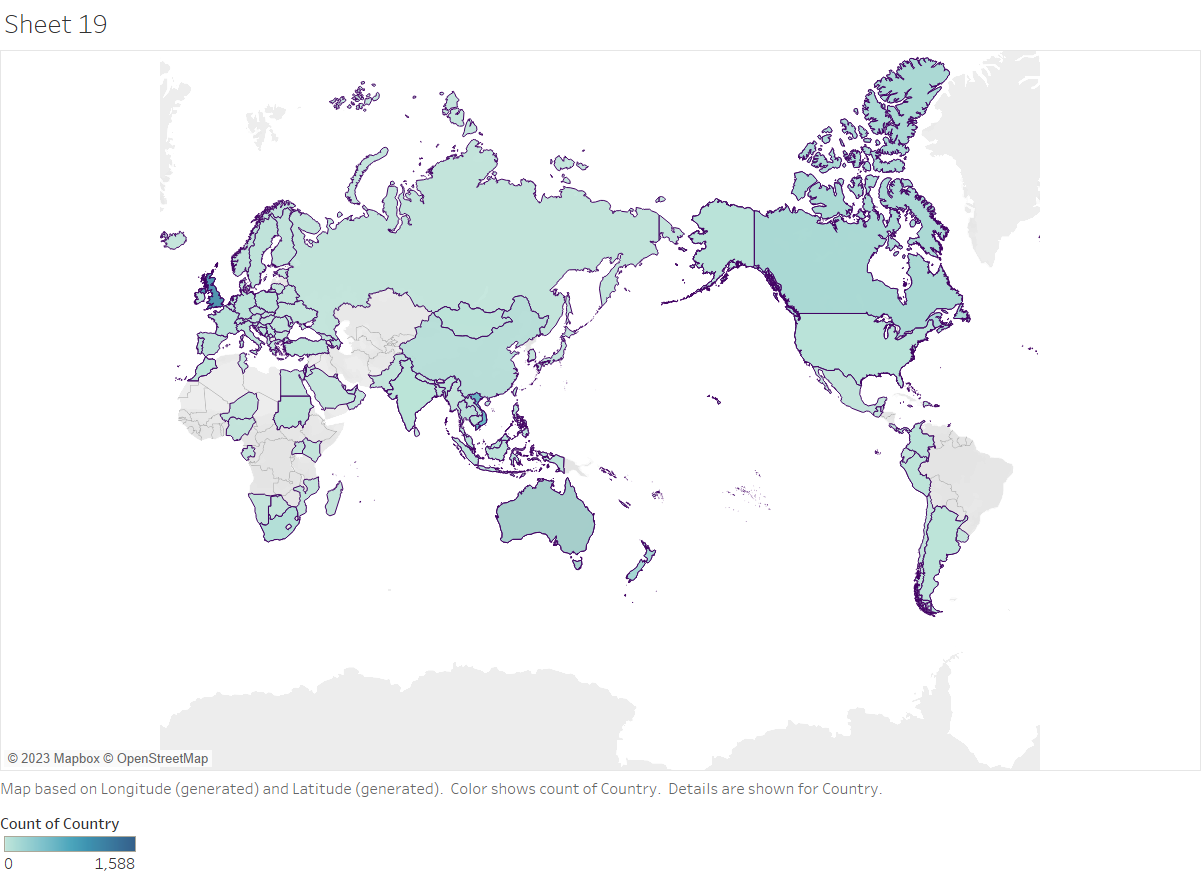 Sheet 19
© 2023 Mapbox © OpenStreetMap
Map based on Longitude (generated) and Latitude (generated).  Color shows count of Country.  Details are shown for Country.
Count of Country
0 1,588